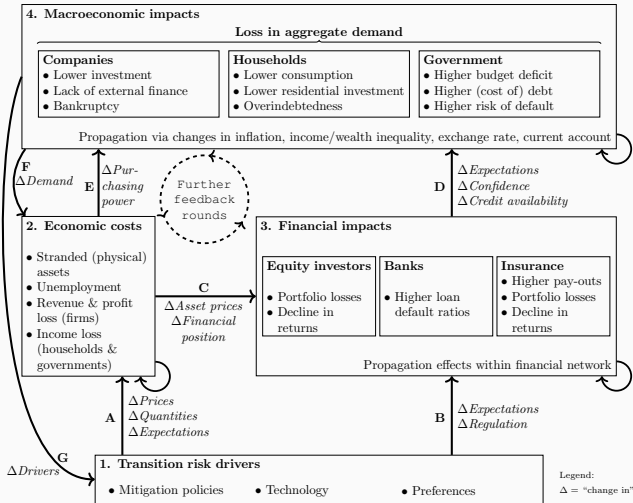 4. Macroeconomic impacts
Loss in aggregate demand
Companies
• Lower investment
• Lack of external finance
• Bankruptcy
Households
• Lower consumption
• Lower residential investment
• Overindebtedness
Government
• Higher budget deficit
• Higher (cost of) debt
• Higher risk of default
Propagation via changes in inflation, income/wealth inequality, exchange rate, current account
F
ΔDemand
E
ΔPur-
chasing
power
Further
feedback
rounds
D
ΔExpectations
ΔConfidence
ΔCredit availability
2. Economic costs
• Stranded (physical)
assets
• Unemployment
• Revenue & profit
loss (firms)
• Income loss
(households &
governments)
C
ΔAsset prices
ΔFinancial
position
3. Financial impacts
Equity investors
• Portfolio losses
• Decline in
returns
Banks
• Higher loan
default ratios
Insurance
• Higher pay-outs
• Portfolio losses
• Decline in
returns
Propagation effects within financial network
A
ΔPrices
ΔQuantities
ΔExpectations
B
ΔExpectations
ΔRegulation
G
ΔDrivers
1. Transition risk drivers
• Mitigation policies
• Technology
• Preferences
Legend:
Δ = “change in”